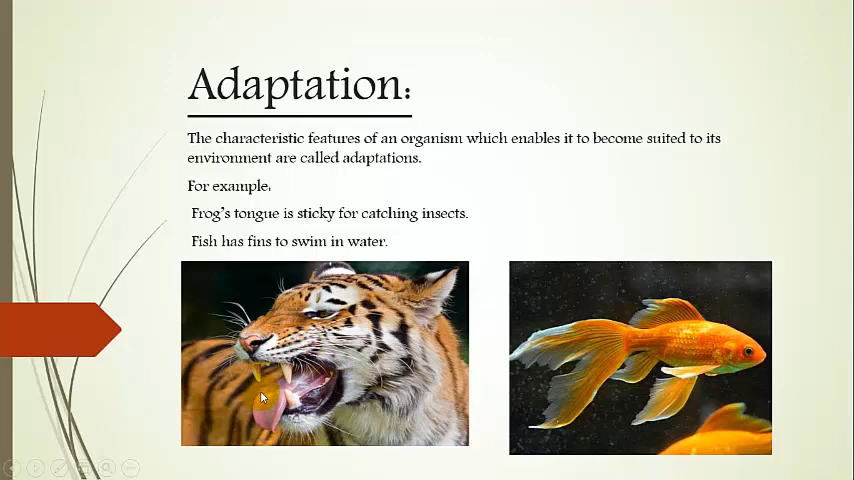 Adaptation:
The characteristic features of an organism which enables it to become suited to its
environment are called adaptations.
For example:
Frog's tongue is sticky for catching insects.
Fish has fins to swim in water.